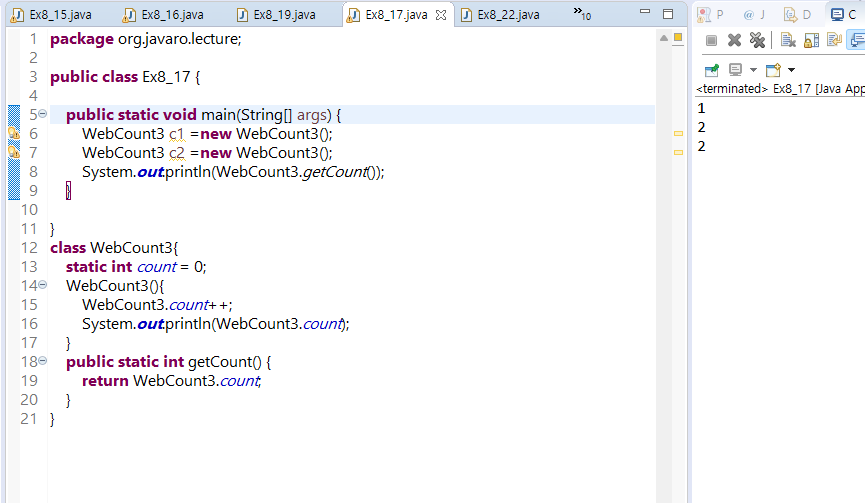 Ex8_15.java Ex8_16.java Ex8_19.java Ex8_17.java Ex8_22.java »10
P @ J D C
1 package org.javaro.lecture;
2
3 public class Ex8_17 {
4
5 public static void main(String[] args) {
6 WebCount3 c1 =new WebCount3();
7 WebCount3 c2 =new WebCount3();
8 System.out.println(WebCount3.getCount());
9 }
10
11 }
12 class WebCount3{
13 static int count = 0;
14 WebCount3(){
15 WebCount3.count++;
16 System.out.println(WebCount3.count);
17 }
18 public static int getCount() {
19 return WebCount3.count;
20 }
21 }
<terminated> Ex8_17 [Java App
1
2
2